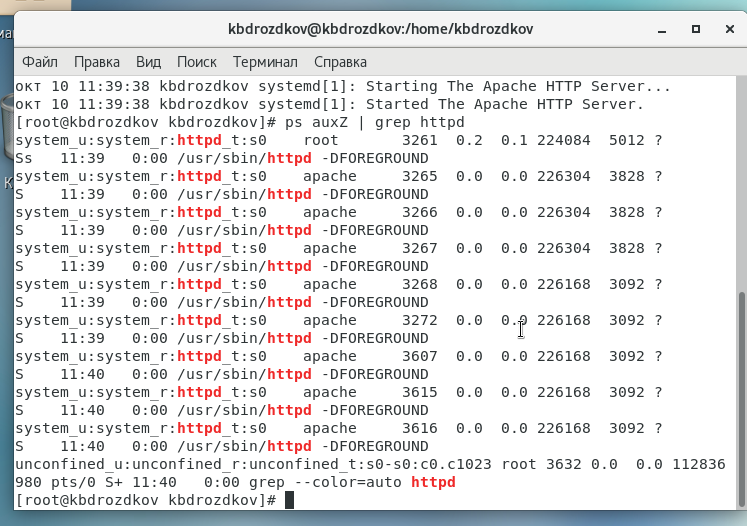 kbdrozdkov@kbdrozdkov:/home/kbdrozdkov
Файл Правка Вид Поиск Терминал Справка
окт 10 11:39:38 kbdrozdkov systemd[1]: Starting The Apache HTTP Server...
окт 10 11:39:38 kbdrozdkov systemd[1]: Started The Apache HTTP Server.
[root@kbdrozdkov kbdrozdkov]# ps auxZ | grep httpd
system_u:system_r:httpd_t:s0    root       3261  0.2  0.1 224084  5012 ?
Ss   11:39   0:00 /usr/sbin/httpd -DFOREGROUND
system_u:system_r:httpd_t:s0    apache     3265  0.0  0.0 226304  3828 ?
S    11:39   0:00 /usr/sbin/httpd -DFOREGROUND
system_u:system_r:httpd_t:s0    apache     3266  0.0  0.0 226304  3828 ?
S    11:39   0:00 /usr/sbin/httpd -DFOREGROUND
system_u:system_r:httpd_t:s0    apache     3267  0.0  0.0 226304  3828 ?
S    11:39   0:00 /usr/sbin/httpd -DFOREGROUND
system_u:system_r:httpd_t:s0    apache     3268  0.0  0.0 226168  3092 ?
S    11:39   0:00 /usr/sbin/httpd -DFOREGROUND
system_u:system_r:httpd_t:s0    apache     3272  0.0  0.0 226168  3092 ?
S    11:39   0:00 /usr/sbin/httpd -DFOREGROUND
system_u:system_r:httpd_t:s0    apache     3607  0.0  0.0 226168  3092 ?
S    11:40   0:00 /usr/sbin/httpd -DFOREGROUND
system_u:system_r:httpd_t:s0    apache     3615  0.0  0.0 226168  3092 ?
S    11:40   0:00 /usr/sbin/httpd -DFOREGROUND
system_u:system_r:httpd_t:s0    apache     3616  0.0  0.0 226168  3092 ?
S    11:40   0:00 /usr/sbin/httpd -DFOREGROUND
unconfined_u:unconfined_r:unconfined_t:s0-s0:c0.c1023 root 3632 0.0  0.0 112836
980 pts/0 S+ 11:40   0:00 grep --color=auto httpd
[root@kbdrozdkov kbdrozdkov]#